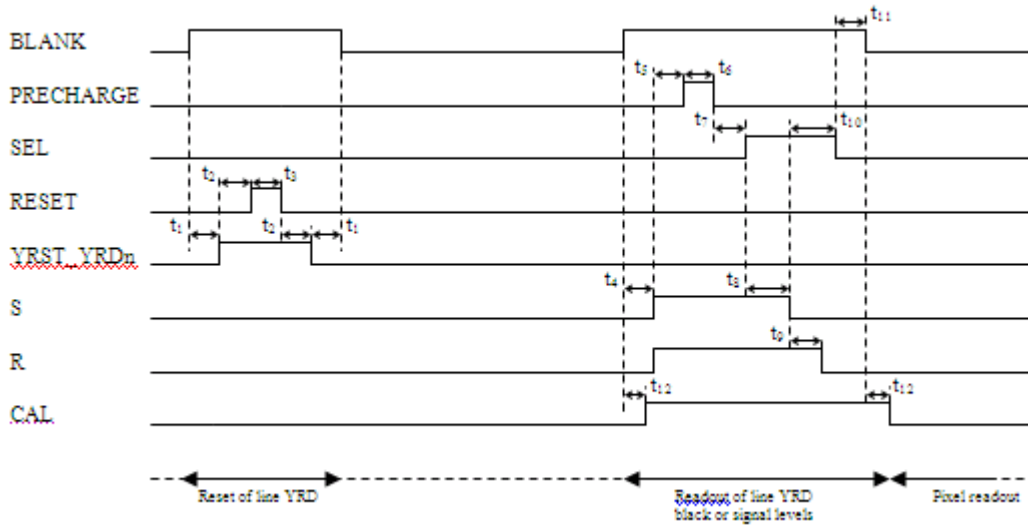 t₁₁
BLANK
t₅ t₆
PRECHARGE
t₇ t₁₀
SEL
t₂ t₃
RESET
t₁ t₂ t₁
YRST_YRDn
t₄ t₈
S
t₉
R
t₁₂ t₁₂
CAL
Reset of line YRD Readout of line YRD Pixel readout
black or signal levels